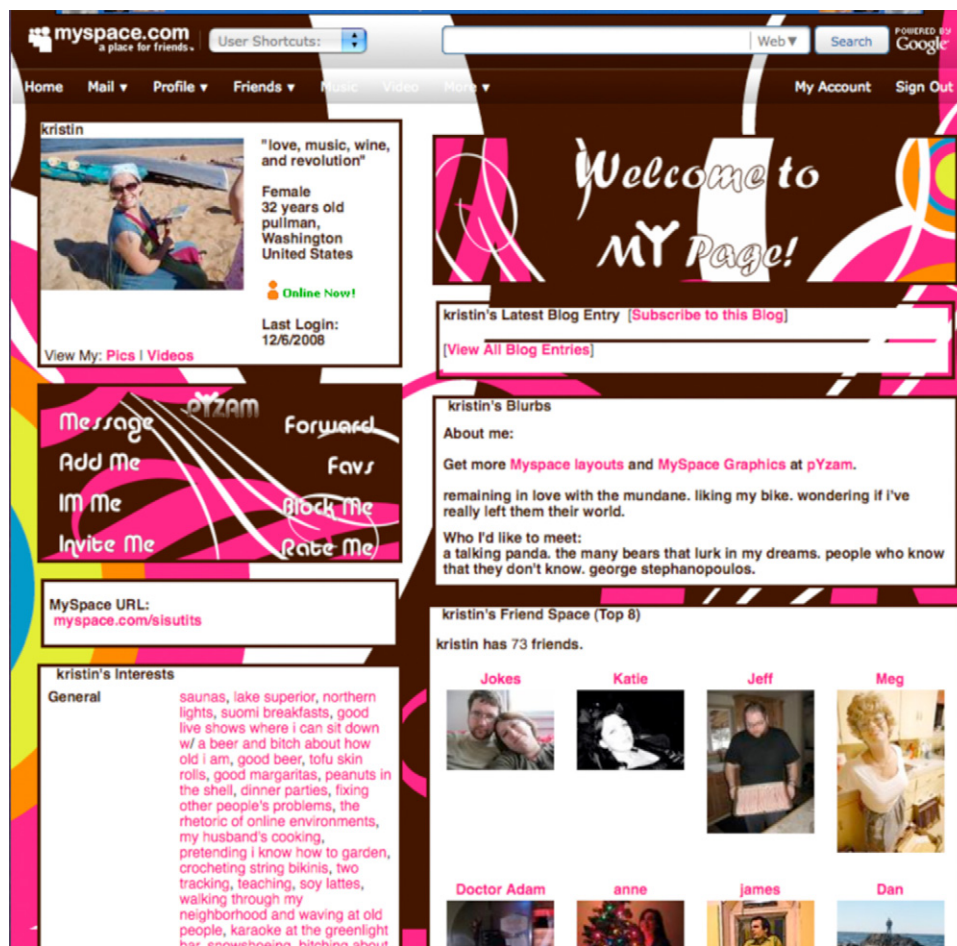 myspace.com
a place for friends.
User Shortcuts:
Web▼
Search
POWERED BY
Google
Home Mail ▼ Profile ▼ Friends ▼ Music Video More ▼ My Account Sign Out
kristin
"love, music, wine,
and revolution"
Female
32 years old
pullman,
Washington
United States
Online Now!
Last Login:
12/6/2008
View My: Pics | Videos
pYzam
Message
Forward
Add Me
Favs
IM Me
Block Me
Invite Me
Rate Me
MySpace URL:
myspace.com/sisutits
kristin's Interests
General
saunas, lake superior, northern
lights, suomi breakfasts, good
live shows where i can sit down
w/ a beer and bitch about how
old i am, good beer, tofu skin
rolls, good margaritas, peanuts in
the shell, dinner parties, fixing
other people's problems, the
rhetoric of online environments,
my husband's cooking,
pretending i know how to garden,
crocheting string bikinis, two
tracking, teaching, soy lattes,
walking through my
neighborhood and waving at old
people, karaoke at the greenlight
bar, snowshoeing, bitching about
Welcome to
MY Page!
kristin's Latest Blog Entry [Subscribe to this Blog]
[View All Blog Entries]
kristin's Blurbs
About me:
Get more Myspace layouts and MySpace Graphics at pYzam.
remaining in love with the mundane. liking my bike. wondering if i've
really left them their world.
Who I'd like to meet:
a talking panda. the many bears that lurk in my dreams. people who know
that they don't know. george stephanopoulos.
kristin's Friend Space (Top 8)
kristin has 73 friends.
Jokes Katie Jeff Meg
Doctor Adam anne james Dan